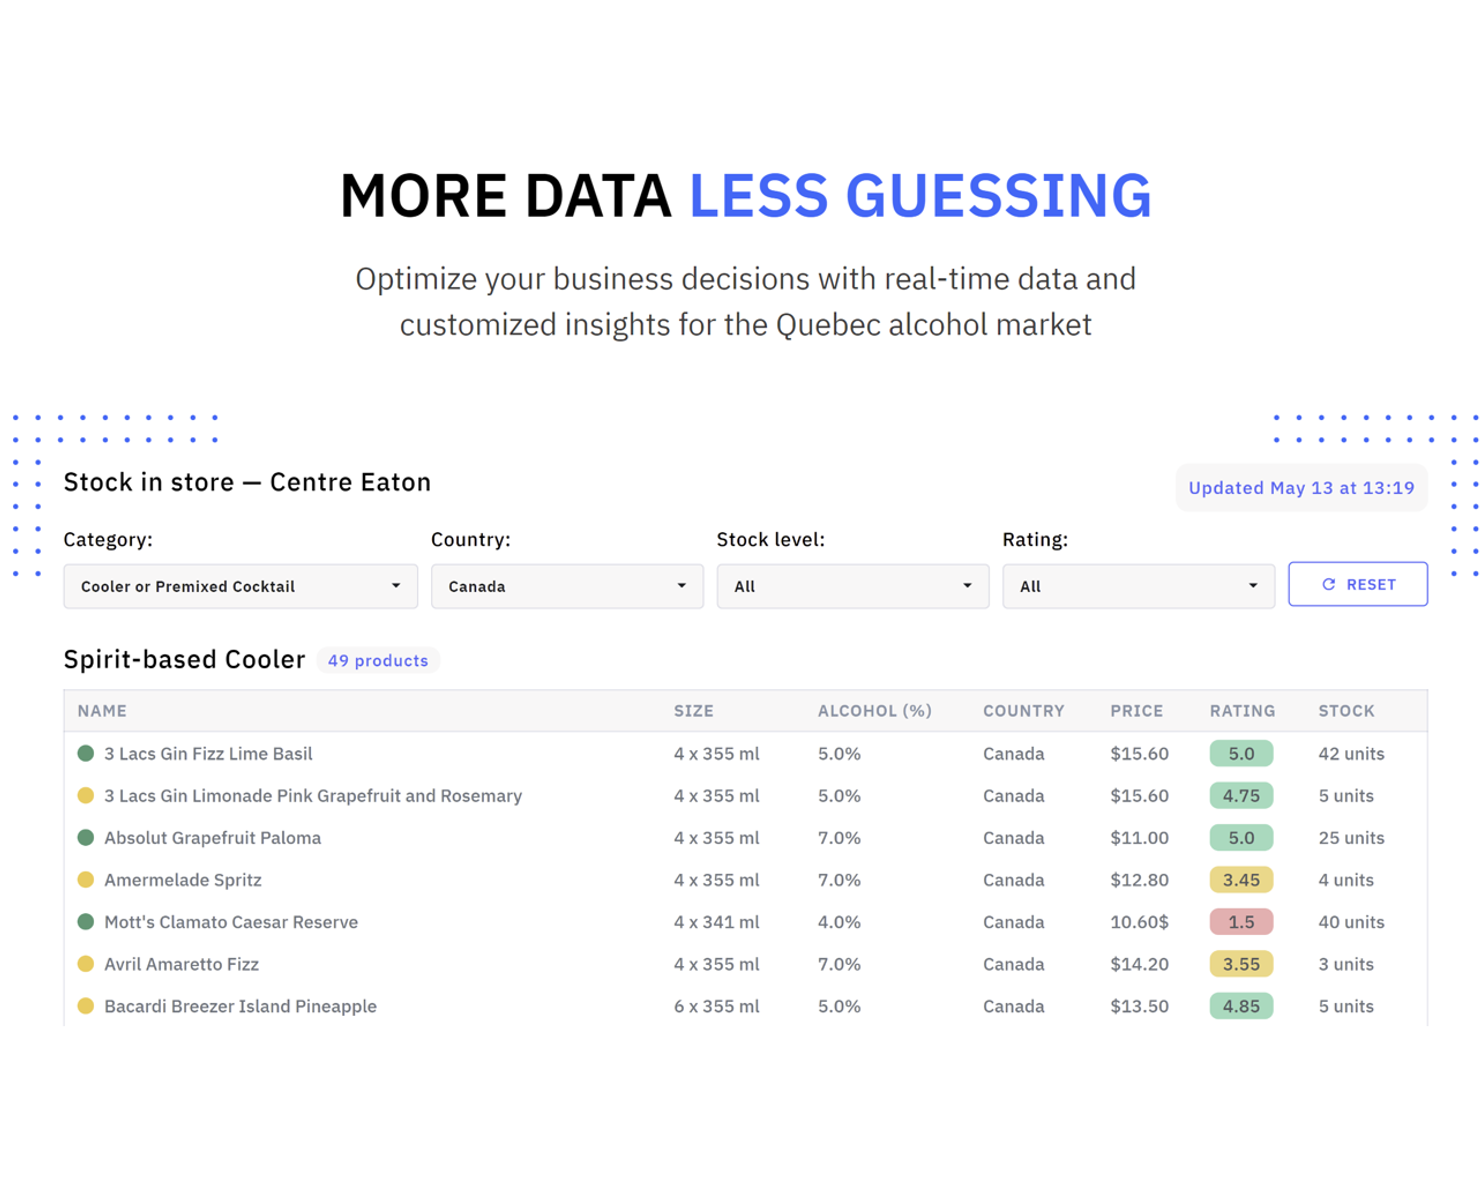 MORE DATA LESS GUESSING
Optimize your business decisions with real-time data and
customized insights for the Quebec alcohol market
Stock in store — Centre Eaton
Updated May 13 at 13:19
Category: Country: Stock level: Rating:
Cooler or Premixed Cocktail Canada All All RESET
Spirit-based Cooler 49 products
NAME SIZE ALCOHOL (%) COUNTRY PRICE RATING STOCK
3 Lacs Gin Fizz Lime Basil 4 x 355 ml 5.0% Canada $15.60 5.0 42 units
3 Lacs Gin Limonade Pink Grapefruit and Rosemary 4 x 355 ml 5.0% Canada $15.60 4.75 5 units
Absolut Grapefruit Paloma 4 x 355 ml 7.0% Canada $11.00 5.0 25 units
Amermelade Spritz 4 x 355 ml 7.0% Canada $12.80 3.45 4 units
Mott's Clamato Caesar Reserve 4 x 341 ml 4.0% Canada 10.60$ 1.5 40 units
Avril Amaretto Fizz 4 x 355 ml 7.0% Canada $14.20 3.55 3 units
Bacardi Breezer Island Pineapple 6 x 355 ml 5.0% Canada $13.50 4.85 5 units